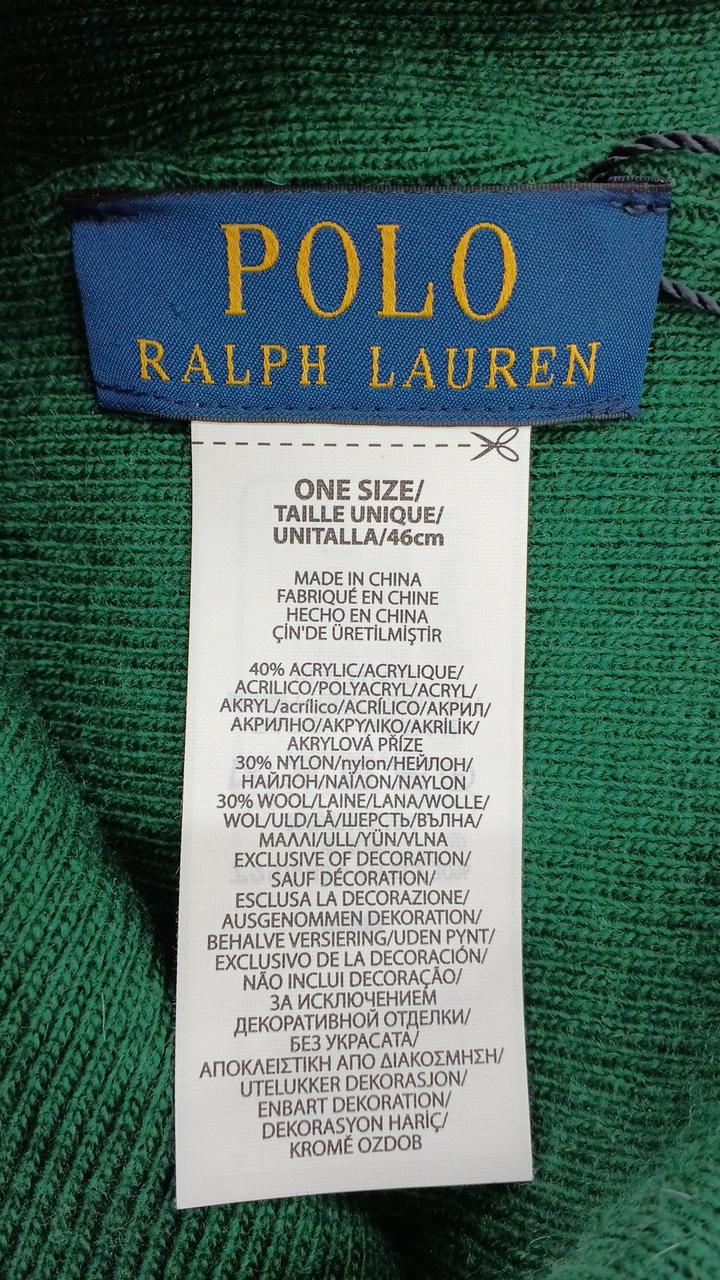 POLO
RALPH LAUREN
ONE SIZE/
TAILLE UNIQUE/
UNITALLA/46cm
MADE IN CHINA
FABRIQUÉ EN CHINE
HECHO EN CHINA
ÇİN'DE ÜRETİLMİŞTİR
40% ACRYLIC/ACRYLIQUE/
ACRILICO/POLYACRYL/ACRYL/
AKRYL/acrílico/ACRÍLICO/АКРИЛ/
АКРИЛНО/ΑΚΡΥΛΙΚΟ/AKRİLİK/
AKRYLOVÁ PŘÍZE
30% NYLON/nylon/НЕЙЛОН/
НАЙЛОН/ΝΑΪΛΟΝ/NAYLON
30% WOOL/LAINE/LANA/WOLLE/
WOL/ULD/LÃ/ШЕРСТЬ/ВЪЛНА/
ΜΑΛΛΙ/ULL/YÜN/VLNA
EXCLUSIVE OF DECORATION/
SAUF DÉCORATION/
ESCLUSA LA DECORAZIONE/
AUSGENOMMEN DEKORATION/
BEHALVE VERSIERING/UDEN PYNT/
EXCLUSIVO DE LA DECORACIÓN/
NÃO INCLUI DECORAÇÃO/
ЗА ИСКЛЮЧЕНИЕМ
ДЕКОРАТИВНОЙ ОТДЕЛКИ/
БЕЗ УКРАСАТА/
ΑΠΟΚΛΕΙΣΤΙΚΗ ΑΠΟ ΔΙΑΚΟΣΜΗΣΗ/
UTELUKKER DEKORASJON/
ENBART DEKORATION/
DEKORASYON HARİÇ/
KROMĚ OZDOB